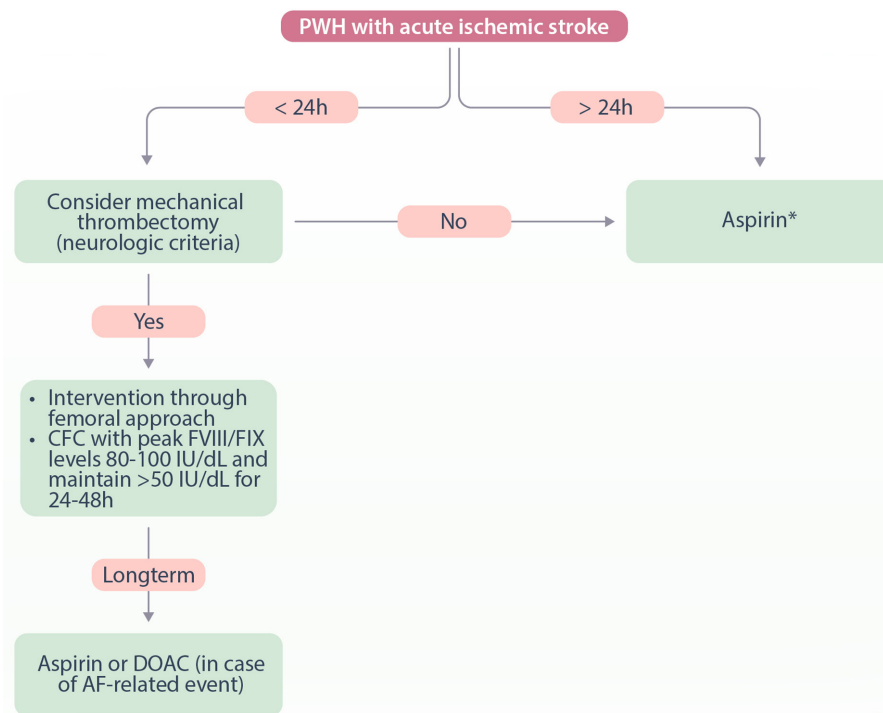 PWH with acute ischemic stroke
< 24h
> 24h
Consider mechanical
thrombectomy
(neurologic criteria)
No
Aspirin*
Yes
• Intervention through
femoral approach
• CFC with peak FVIII/FIX
levels 80-100 IU/dL and
maintain >50 IU/dL for
24-48h
Longterm
Aspirin or DOAC (in case
of AF-related event)